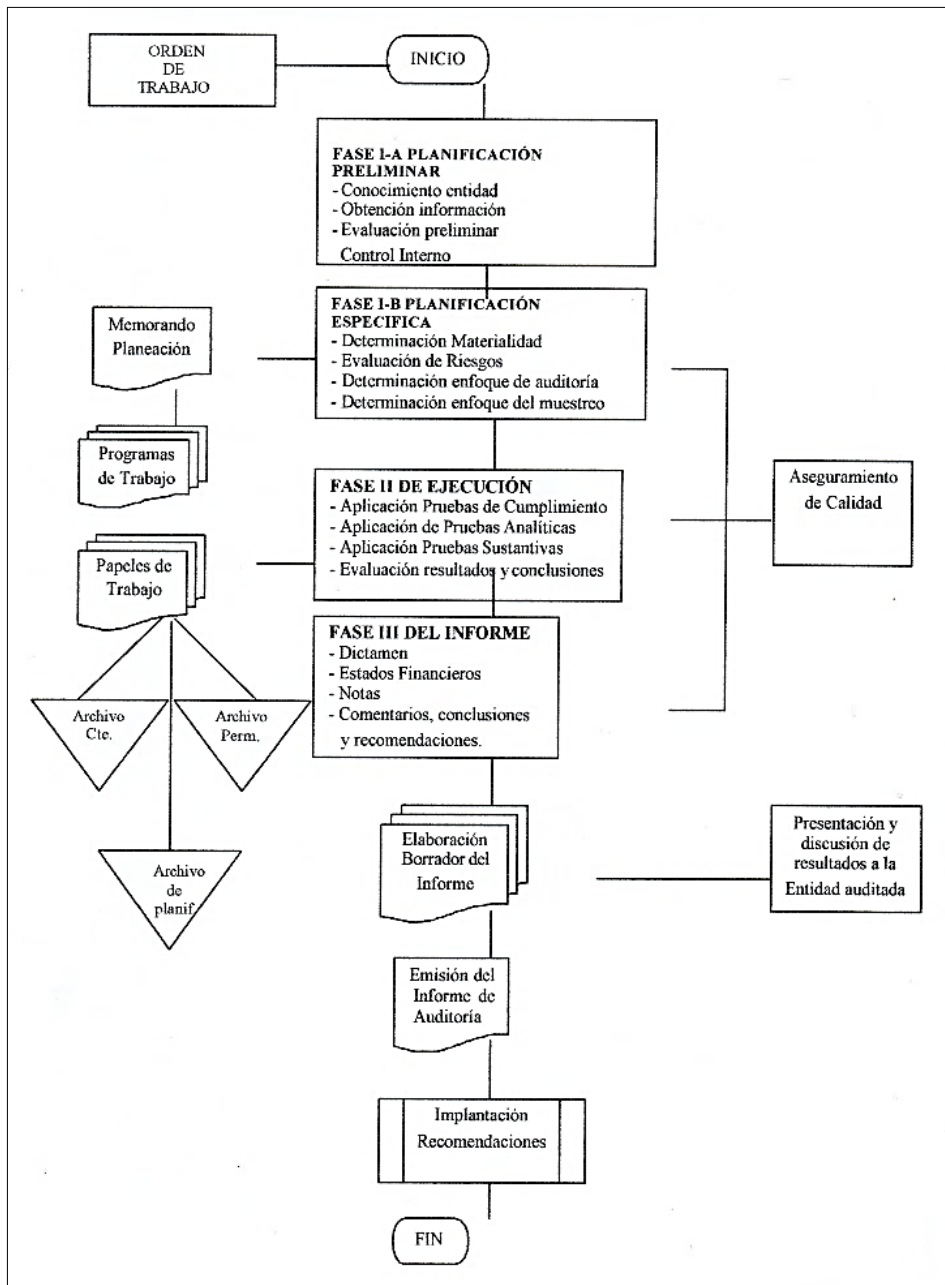 ORDEN
DE
TRABAJO
INICIO
FASE I-A PLANIFICACIÓN
PRELIMINAR
- Conocimiento entidad
- Obtención información
- Evaluación preliminar
Control Interno
FASE I-B PLANIFICACIÓN
ESPECIFICA
- Determinación Materialidad
- Evaluación de Riesgos
- Determinación enfoque de auditoría
- Determinación enfoque del muestreo
Memorando
Planeación
Programas
de Trabajo
FASE II DE EJECUCIÓN
- Aplicación Pruebas de Cumplimiento
- Aplicación de Pruebas Analíticas
- Aplicación Pruebas Sustantivas
- Evaluación resultados y conclusiones
Aseguramiento
de Calidad
Papeles de
Trabajo
FASE III DEL INFORME
- Dictamen
- Estados Financieros
- Notas
- Comentarios, conclusiones
y recomendaciones.
Archivo
Cte.
Archivo
Perm.
Archivo
de
planif.
Elaboración
Borrador del
Informe
Presentación y
discusión de
resultados a la
Entidad auditada
Emisión del
Informe de
Auditoría
Implantación
Recomendaciones
FIN